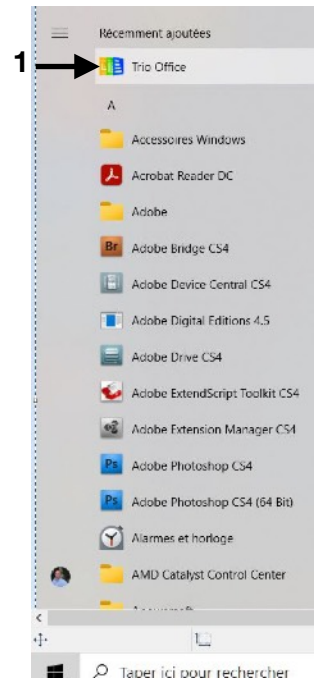 Récemment ajoutées
1
Trio Office
A
Accessoires Windows
Acrobat Reader DC
Adobe
Br Adobe Bridge CS4
Adobe Device Central CS4
Adobe Digital Editions 4.5
Adobe Drive CS4
Adobe ExtendScript Toolkit CS4
Adobe Extension Manager CS4
Ps Adobe Photoshop CS4
Ps Adobe Photoshop CS4 (64 Bit)
Alarmes et horloge
AMD Catalyst Control Center
Taper ici pour rechercher